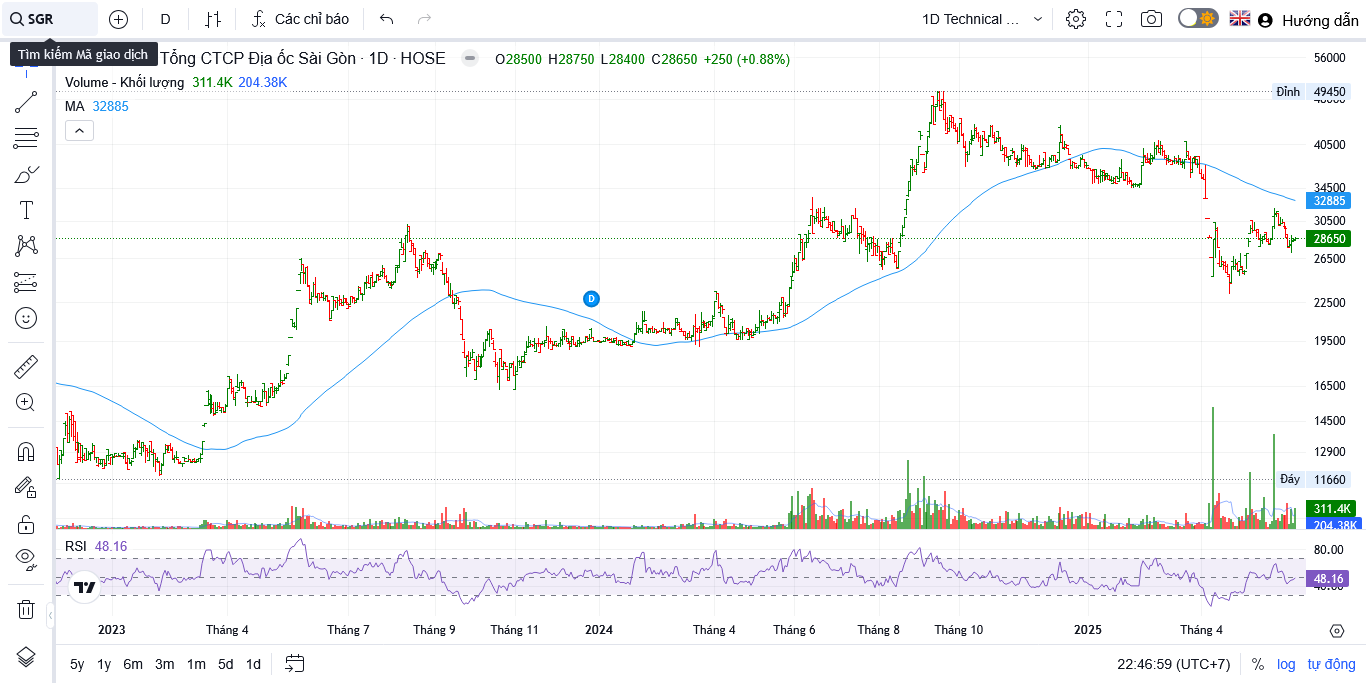 SGR
D
Các chỉ báo
1D Technical ...
Hướng dẫn
Tìm kiếm Mã giao dịch
Tổng CTCP Địa ốc Sài Gòn · 1D · HOSE
O28500 H28750 L28400 C28650 +250 (+0.88%)
Volume - Khối lượng 311.4K 204.38K
MA 32885
56000
Đỉnh 49450
40500
34500
32885
30500
28650
26500
D
22500
19500
16500
14500
12900
Đáy 11660
311.4K
204.38K
RSI 48.16
80.00
48.16
2023 Tháng 4 Tháng 7 Tháng 9 Tháng 11 2024 Tháng 4 Tháng 6 Tháng 8 Tháng 10 2025 Tháng 4
5y 1y 6m 3m 1m 5d 1d
22:46:59 (UTC+7) % log tự động